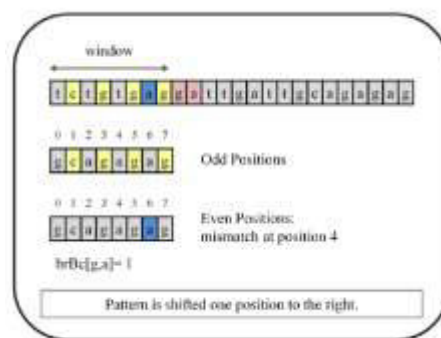 window
t c t g t g a g g a t t g a t t g c a g a g a g
0 1 2 3 4 5 6 7
g c a g a g a g
Odd Positions
0 1 2 3 4 5 6 7
g c a g a g a g
Even Positions:
mismatch at position 4
brBc[g,a]= 1
Pattern is shifted one position to the right.